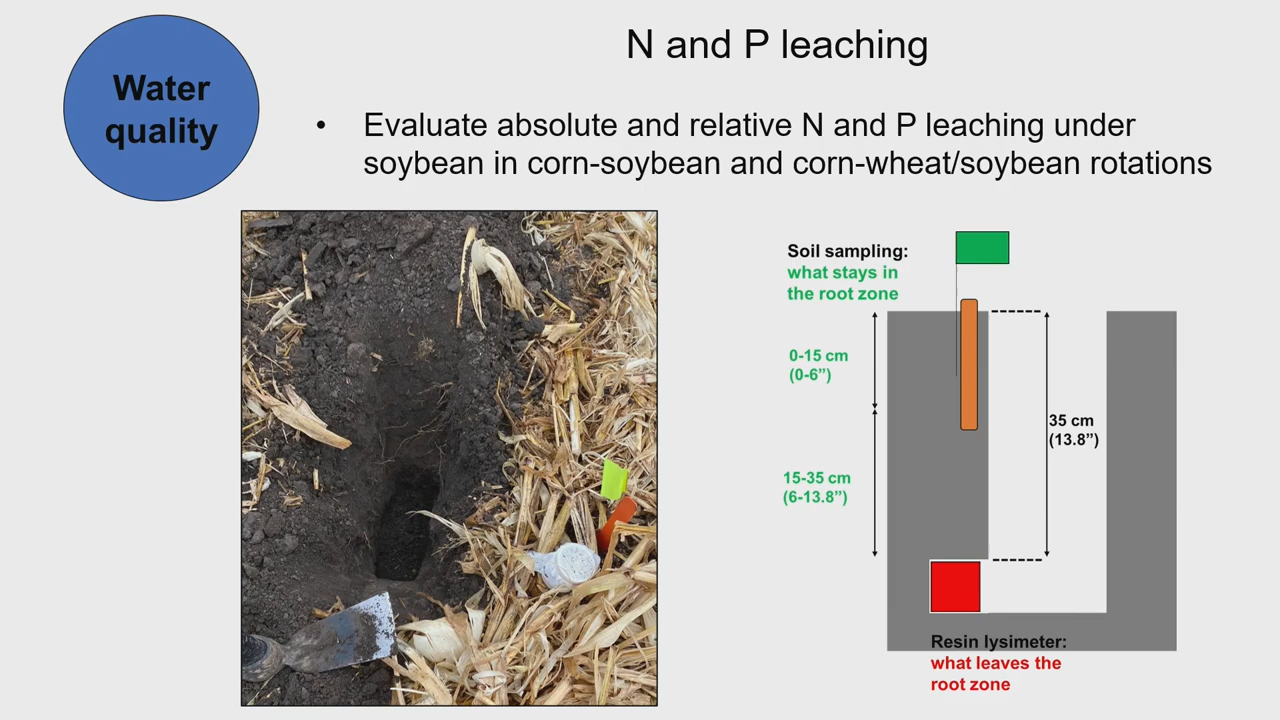 Water
quality
N and P leaching
• Evaluate absolute and relative N and P leaching under
soybean in corn-soybean and corn-wheat/soybean rotations
Soil sampling:
what stays in
the root zone
0-15 cm
(0-6”)
35 cm
(13.8”)
15-35 cm
(6-13.8”)
Resin lysimeter:
what leaves the
root zone